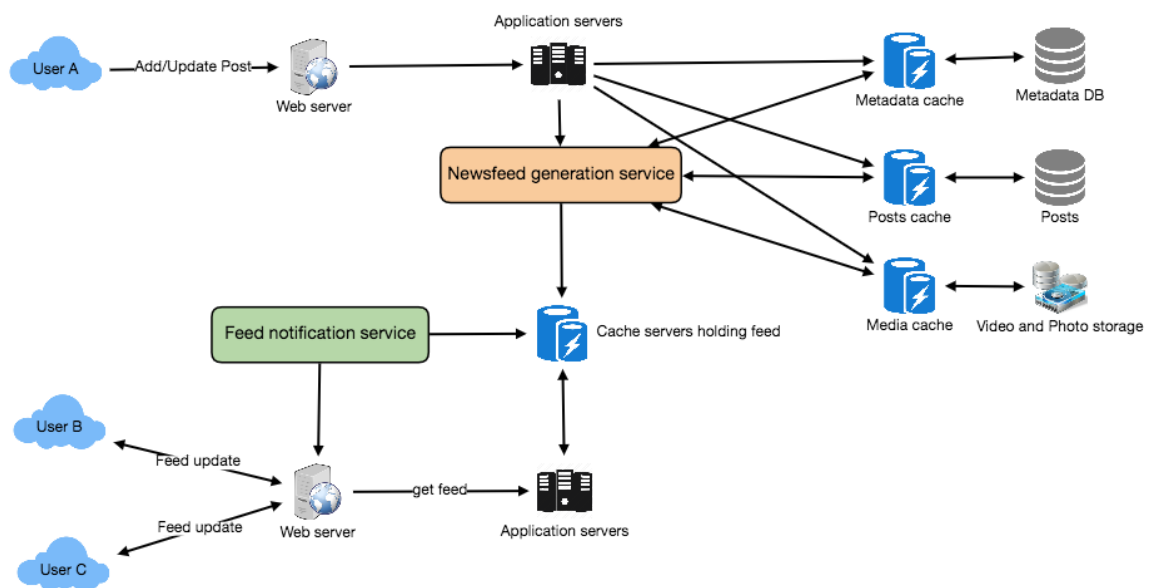 Application servers
User A
Add/Update Post
Web server
Metadata cache
Metadata DB
Newsfeed generation service
Posts cache
Posts
Media cache
Video and Photo storage
Feed notification service
Cache servers holding feed
User B
Feed update
get feed
Feed update
Web server
Application servers
User C